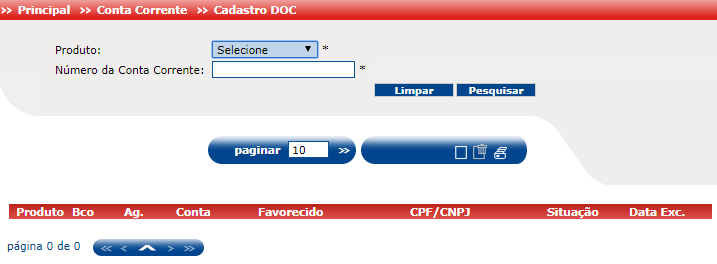 >> Principal >> Conta Corrente >> Cadastro DOC
Produto: Selecione *
Número da Conta Corrente: *
Limpar Pesquisar
paginar 10 >>
Produto Bco Ag. Conta Favorecido CPF/CNPJ Situação Data Exc.
página 0 de 0 << < > >>